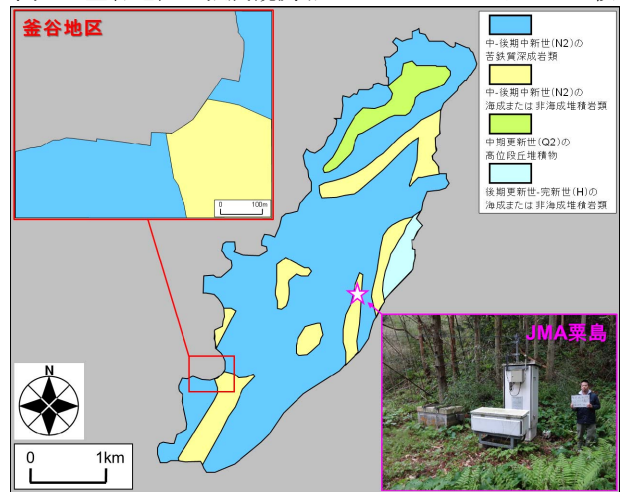 釜谷地区
0 100m
中-後期中新世(N2)の
苦鉄質深成岩類
中-後期中新世(N2)の
海成または非海成堆積岩類
中期更新世(Q2)の
高位段丘堆積物
後期更新世-完新世(H)の
海成または非海成堆積岩類
JMA粟島
N
0 1km